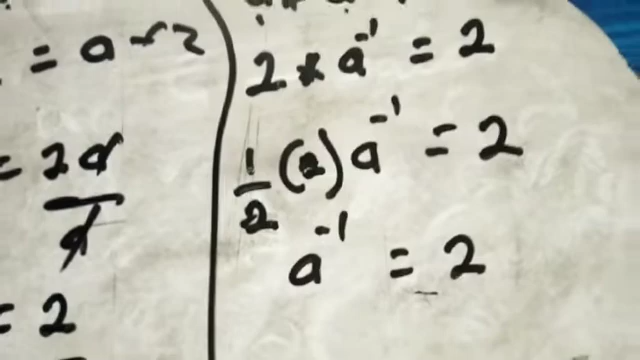 = a * 2
= 2a
a
= 2
2 * a⁻¹ = 2
1/2 (2) a⁻¹ = 2
a⁻¹ = 2